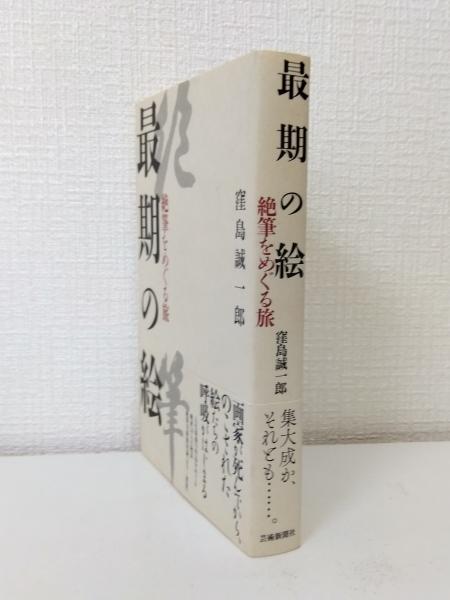 最期の絵
絶筆をめぐる旅
窪島誠一郎
絶筆
画家が死んでから、
のこされた
絵たちの
呼吸がはじまる
最期の絵
絶筆をめぐる旅
窪島誠一郎
集大成か、
それとも……。
芸術新聞社